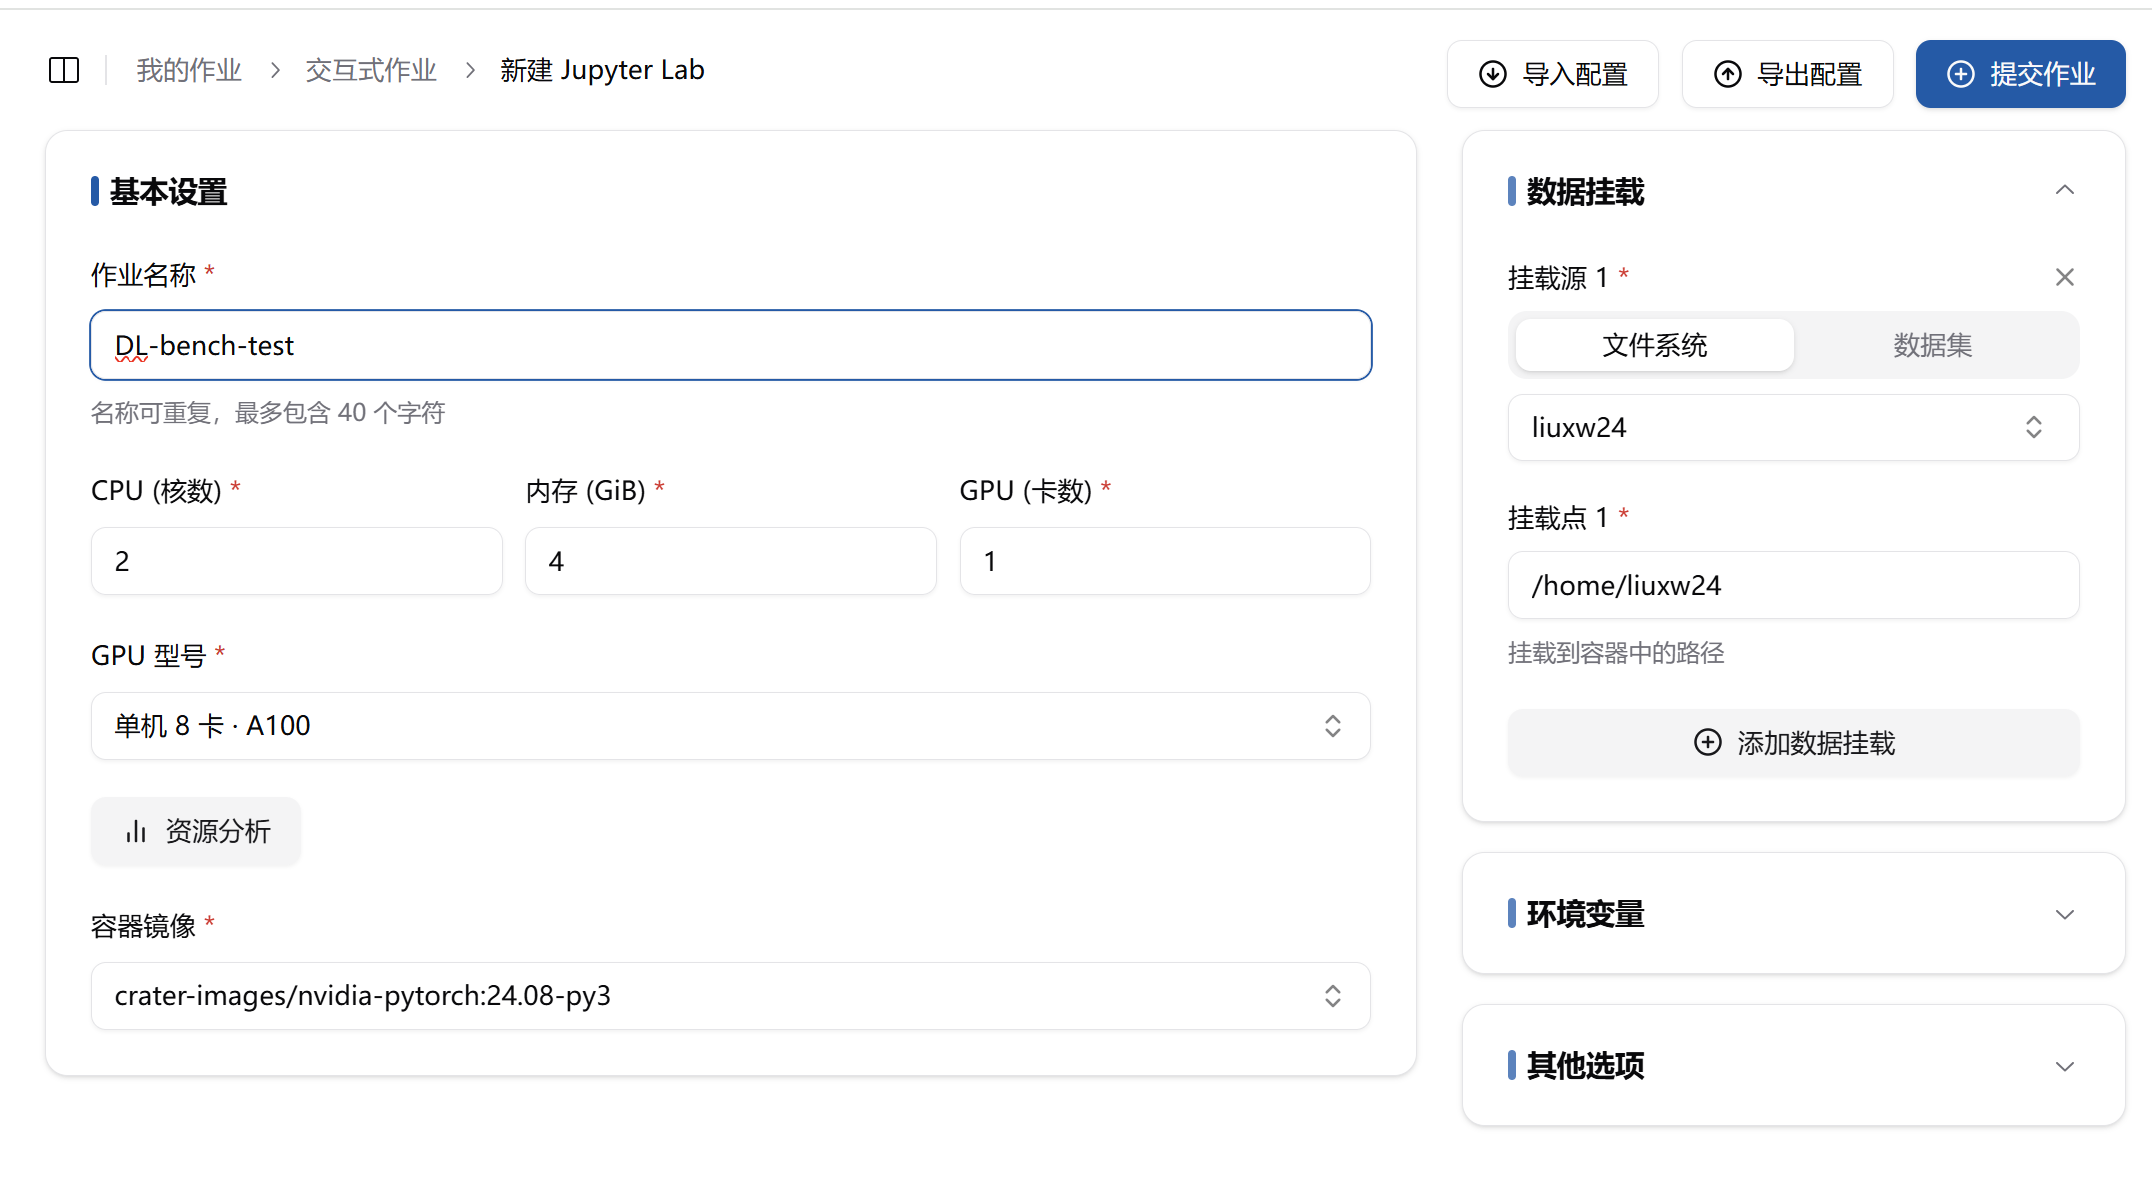 我的作业 > 交互式作业 > 新建 Jupyter Lab
导入配置
导出配置
提交作业
基本设置
作业名称 *
DL-bench-test
名称可重复，最多包含 40 个字符
CPU (核数) *
内存 (GiB) *
GPU (卡数) *
2
4
1
GPU 型号 *
单机 8 卡 · A100
资源分析
容器镜像 *
crater-images/nvidia-pytorch:24.08-py3
数据挂载
挂载源 1 *
文件系统
数据集
liuxw24
挂载点 1 *
/home/liuxw24
挂载到容器中的路径
添加数据挂载
环境变量
其他选项